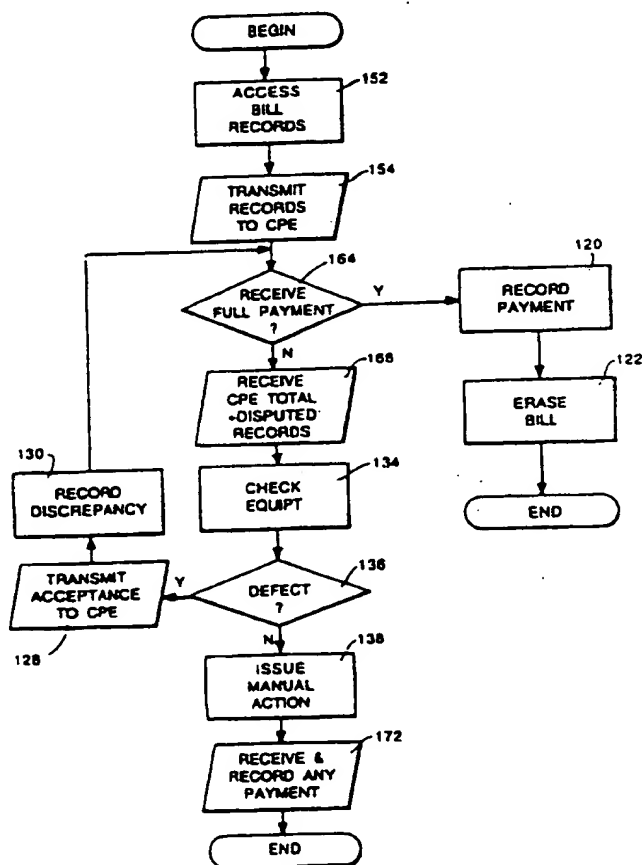 BEGIN
152
ACCESS
BILL
RECORDS
154
TRANSMIT
RECORDS
TO CPE
164
RECEIVE
FULL PAYMENT
?
Y
N
120
RECORD
PAYMENT
122
ERASE
BILL
END
168
RECEIVE
CPE TOTAL
+DISPUTED
RECORDS
134
CHECK
EQUIPT
136
DEFECT
?
Y
N
128
TRANSMIT
ACCEPTANCE
TO CPE
130
RECORD
DISCREPANCY
138
ISSUE
MANUAL
ACTION
172
RECEIVE &
RECORD ANY
PAYMENT
END